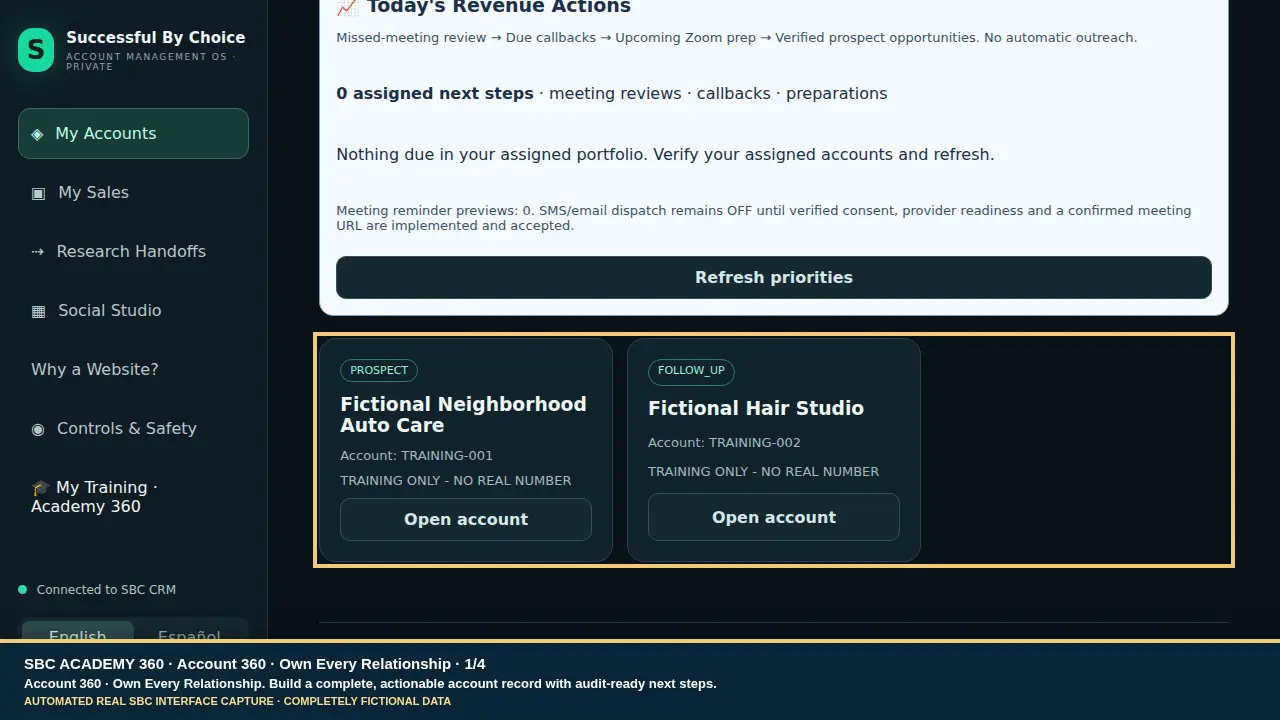 S
Successful By Choice
ACCOUNT MANAGEMENT OS ·
PRIVATE
◈ My Accounts
▣ My Sales
⇢ Research Handoffs
▦ Social Studio
Why a Website?
◉ Controls & Safety
🎓 My Training ·
Academy 360
Connected to SBC CRM
English Español
📈 Today's Revenue Actions
Missed-meeting review → Due callbacks → Upcoming Zoom prep → Verified prospect opportunities. No automatic outreach.
0 assigned next steps · meeting reviews · callbacks · preparations
Nothing due in your assigned portfolio. Verify your assigned accounts and refresh.
Meeting reminder previews: 0. SMS/email dispatch remains OFF until verified consent, provider readiness and a confirmed meeting
URL are implemented and accepted.
Refresh priorities
PROSPECT
Fictional Neighborhood
Auto Care
Account: TRAINING-001
TRAINING ONLY - NO REAL NUMBER
Open account
FOLLOW_UP
Fictional Hair Studio
Account: TRAINING-002
TRAINING ONLY - NO REAL NUMBER
Open account
SBC ACADEMY 360 · Account 360 · Own Every Relationship · 1/4
Account 360 · Own Every Relationship. Build a complete, actionable account record with audit-ready next steps.
AUTOMATED REAL SBC INTERFACE CAPTURE · COMPLETELY FICTIONAL DATA